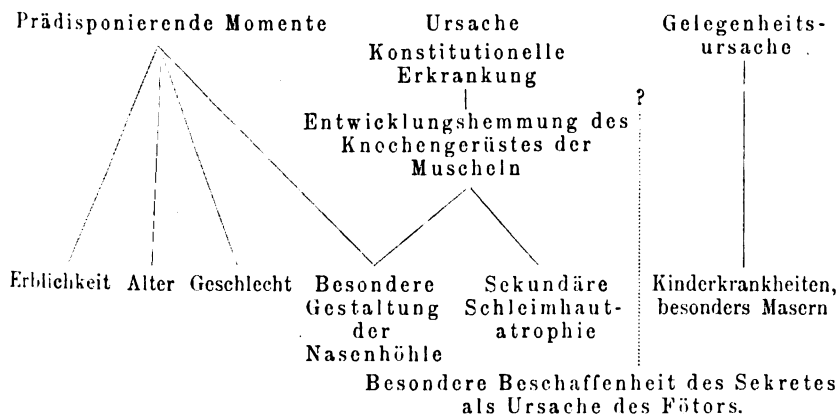 Prädisponierende Momente
Ursache
Konstitutionelle
Erkrankung
Gelegenheits-
ursache
?
Entwicklungshemmung des
Knochengerüstes der
Muscheln
Erblichkeit
Alter
Geschlecht
Besondere
Gestaltung
der
Nasenhöhle
Sekundäre
Schleimhaut-
atrophie
Kinderkrankheiten,
besonders Masern
Besondere Beschaffenheit des Sekretes
als Ursache des Fötors.